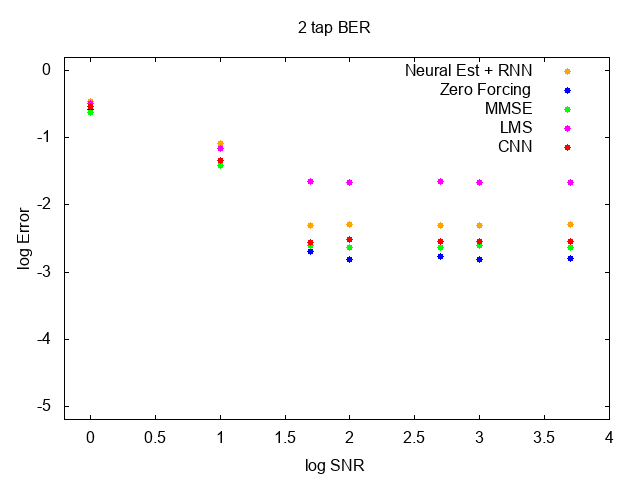 2 tap BER
Neural Est + RNN
Zero Forcing
MMSE
LMS
CNN
0
-1
-2
-3
-4
-5
log Error
0 0.5 1 1.5 2 2.5 3 3.5 4
log SNR